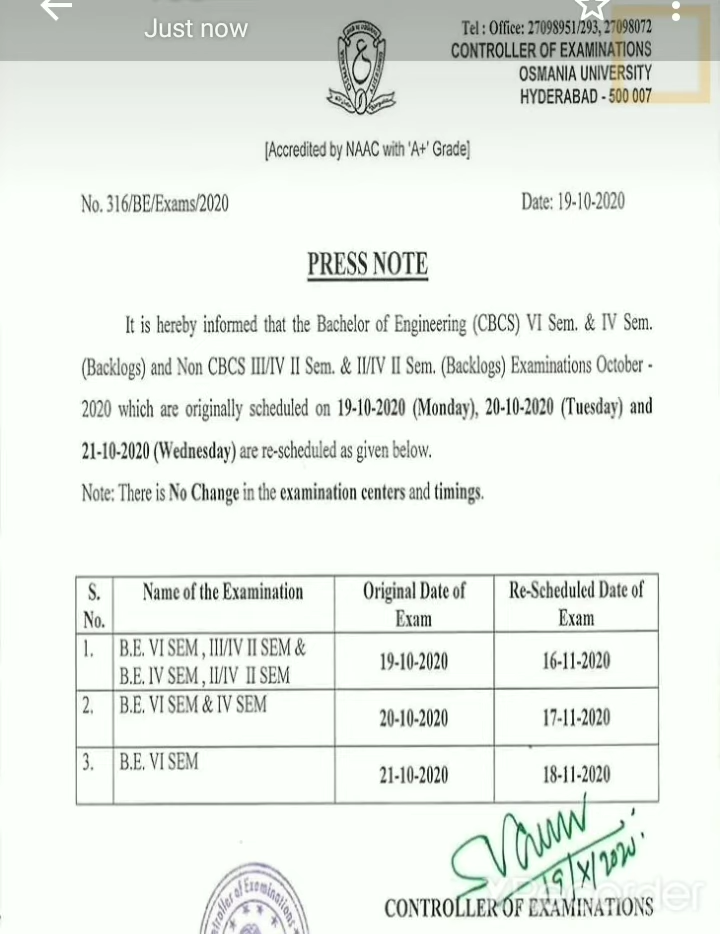 Just now
Tel : Office: 27098951/293, 27098072
CONTROLLER OF EXAMINATIONS
OSMANIA UNIVERSITY
HYDERABAD - 500 007
[Accredited by NAAC with 'A+' Grade]
No. 316/BE/Exams/2020 Date: 19-10-2020
PRESS NOTE
It is hereby informed that the Bachelor of Engineering (CBCS) VI Sem. & IV Sem.
(Backlogs) and Non CBCS III/IV II Sem. & II/IV II Sem. (Backlogs) Examinations October -
2020 which are originally scheduled on 19-10-2020 (Monday), 20-10-2020 (Tuesday) and
21-10-2020 (Wednesday) are re-scheduled as given below.
Note: There is No Change in the examination centers and timings.
S. No. Name of the Examination Original Date of Exam Re-Scheduled Date of Exam
1. B.E. VI SEM , III/IV II SEM &
B.E. IV SEM , II/IV II SEM 19-10-2020 16-11-2020
2. B.E. VI SEM & IV SEM 20-10-2020 17-11-2020
3. B.E. VI SEM 21-10-2020 18-11-2020
19/X/2020
CONTROLLER OF EXAMINATIONS
of Examinations
Recorder